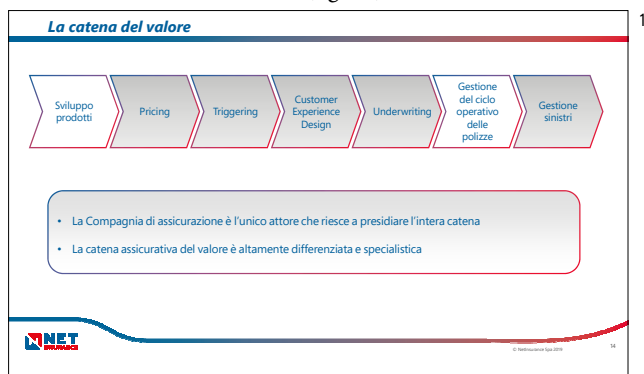 La catena del valore
1
Sviluppo
prodotti
Pricing
Triggering
Customer
Experience
Design
Underwriting
Gestione
del ciclo
operativo
delle
polizze
Gestione
sinistri
• La Compagnia di assicurazione è l'unico attore che riesce a presidiare l'intera catena
• La catena assicurativa del valore è altamente differenziata e specialistica
NET
INSURANCE
14